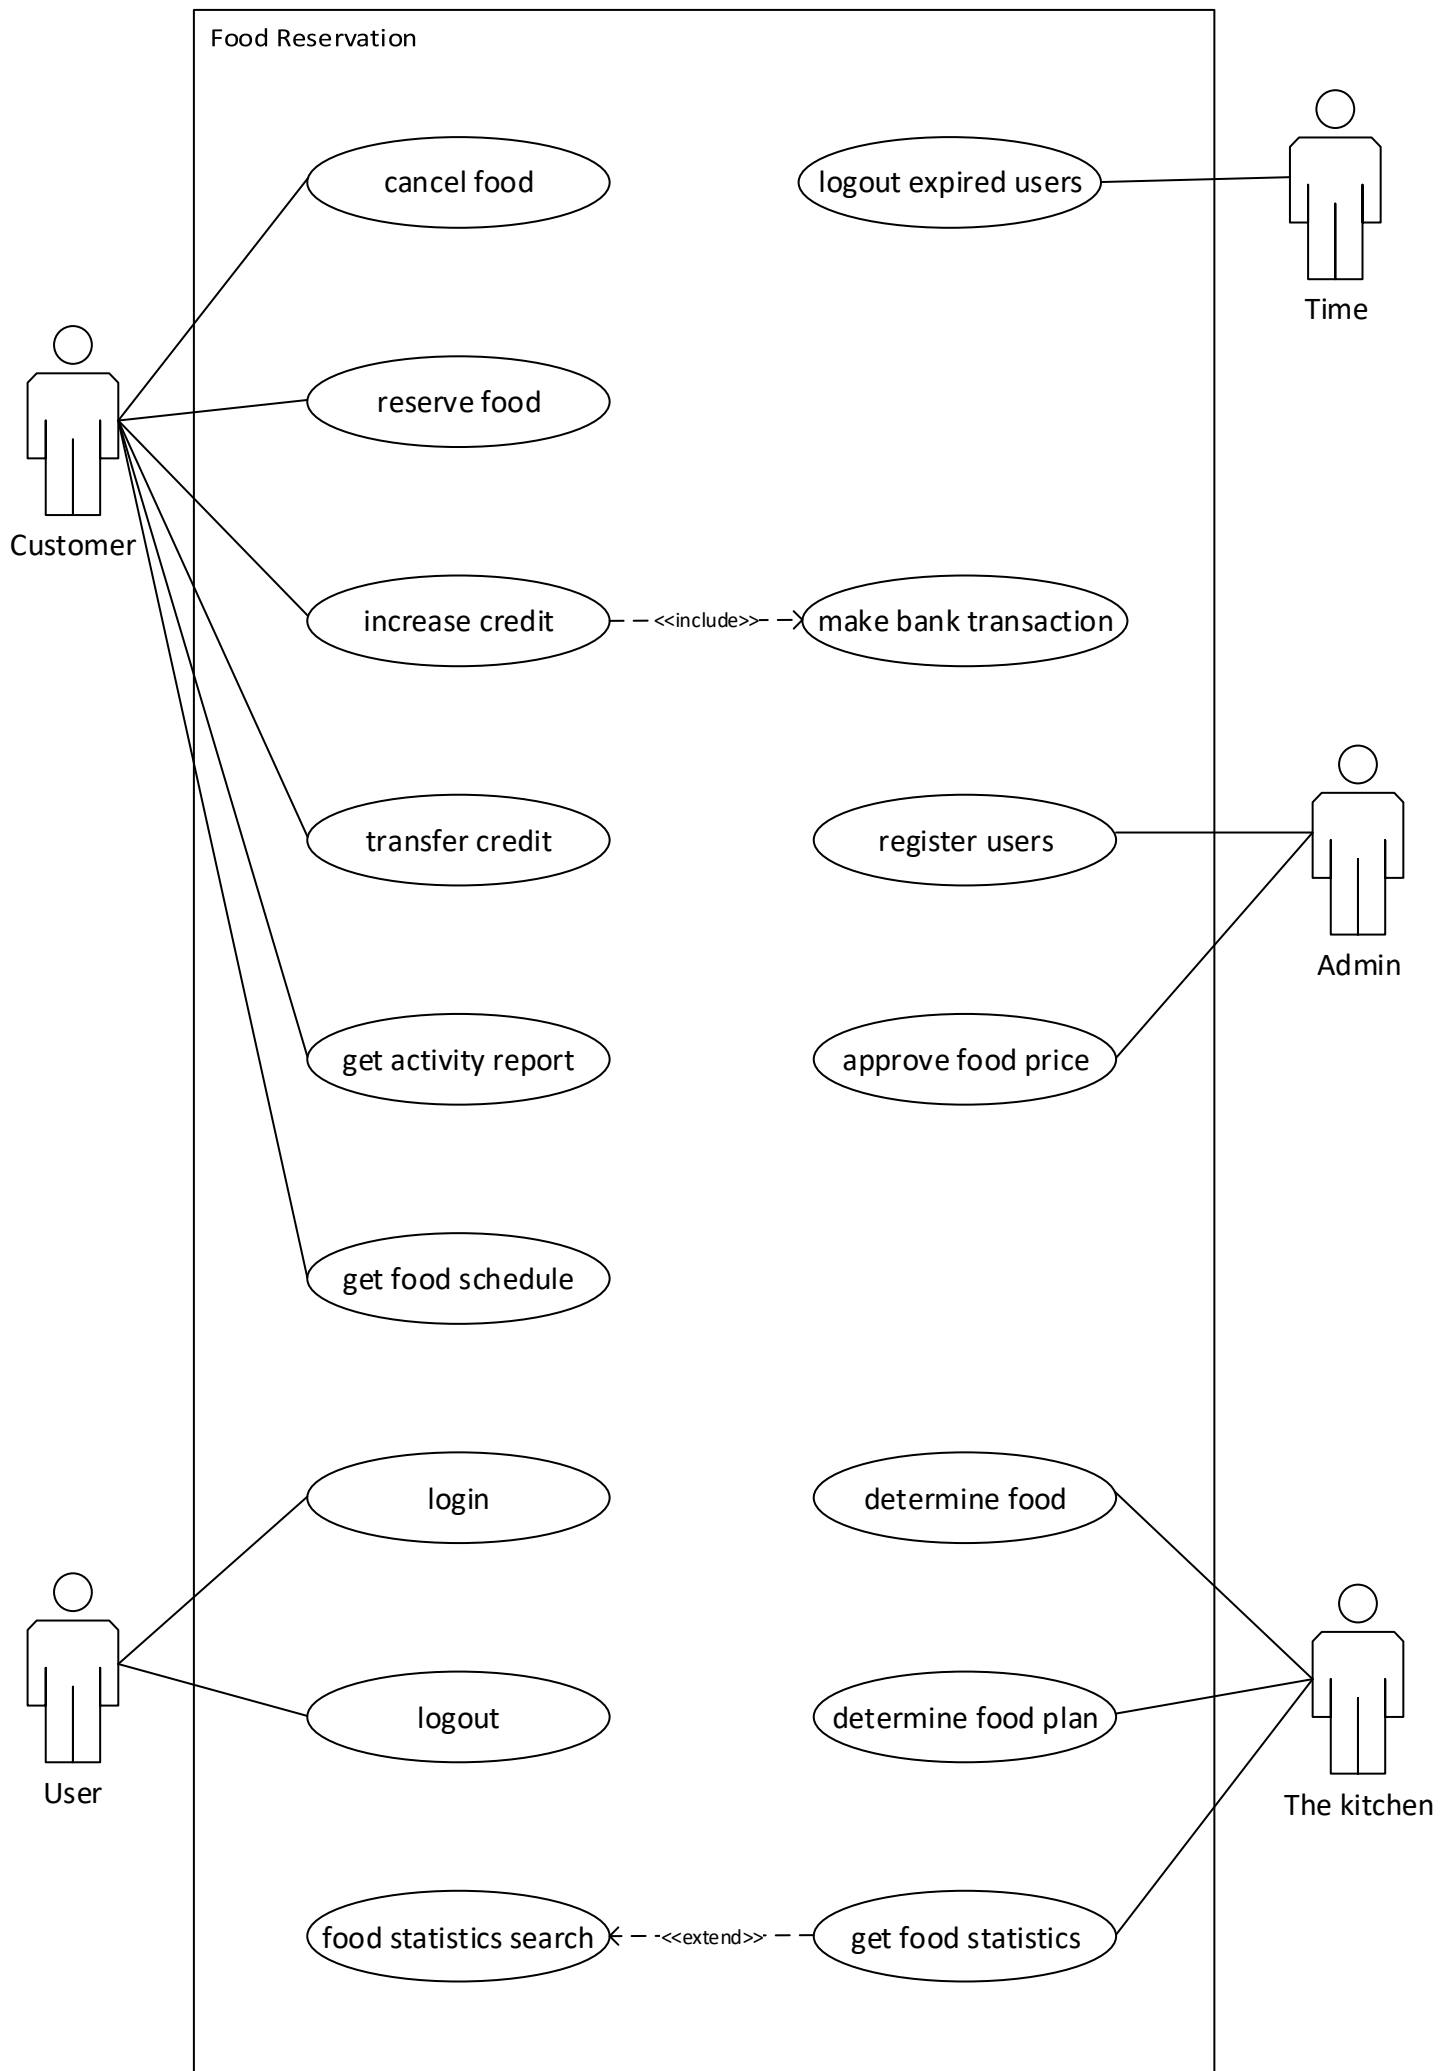 Food Reservation
cancel food
logout expired users
Time
reserve food
Customer
increase credit
<<include>>
make bank transaction
transfer credit
register users
Admin
get activity report
approve food price
get food schedule
login
determine food
logout
determine food plan
User
The kitchen
food statistics search
<<extend>>
get food statistics